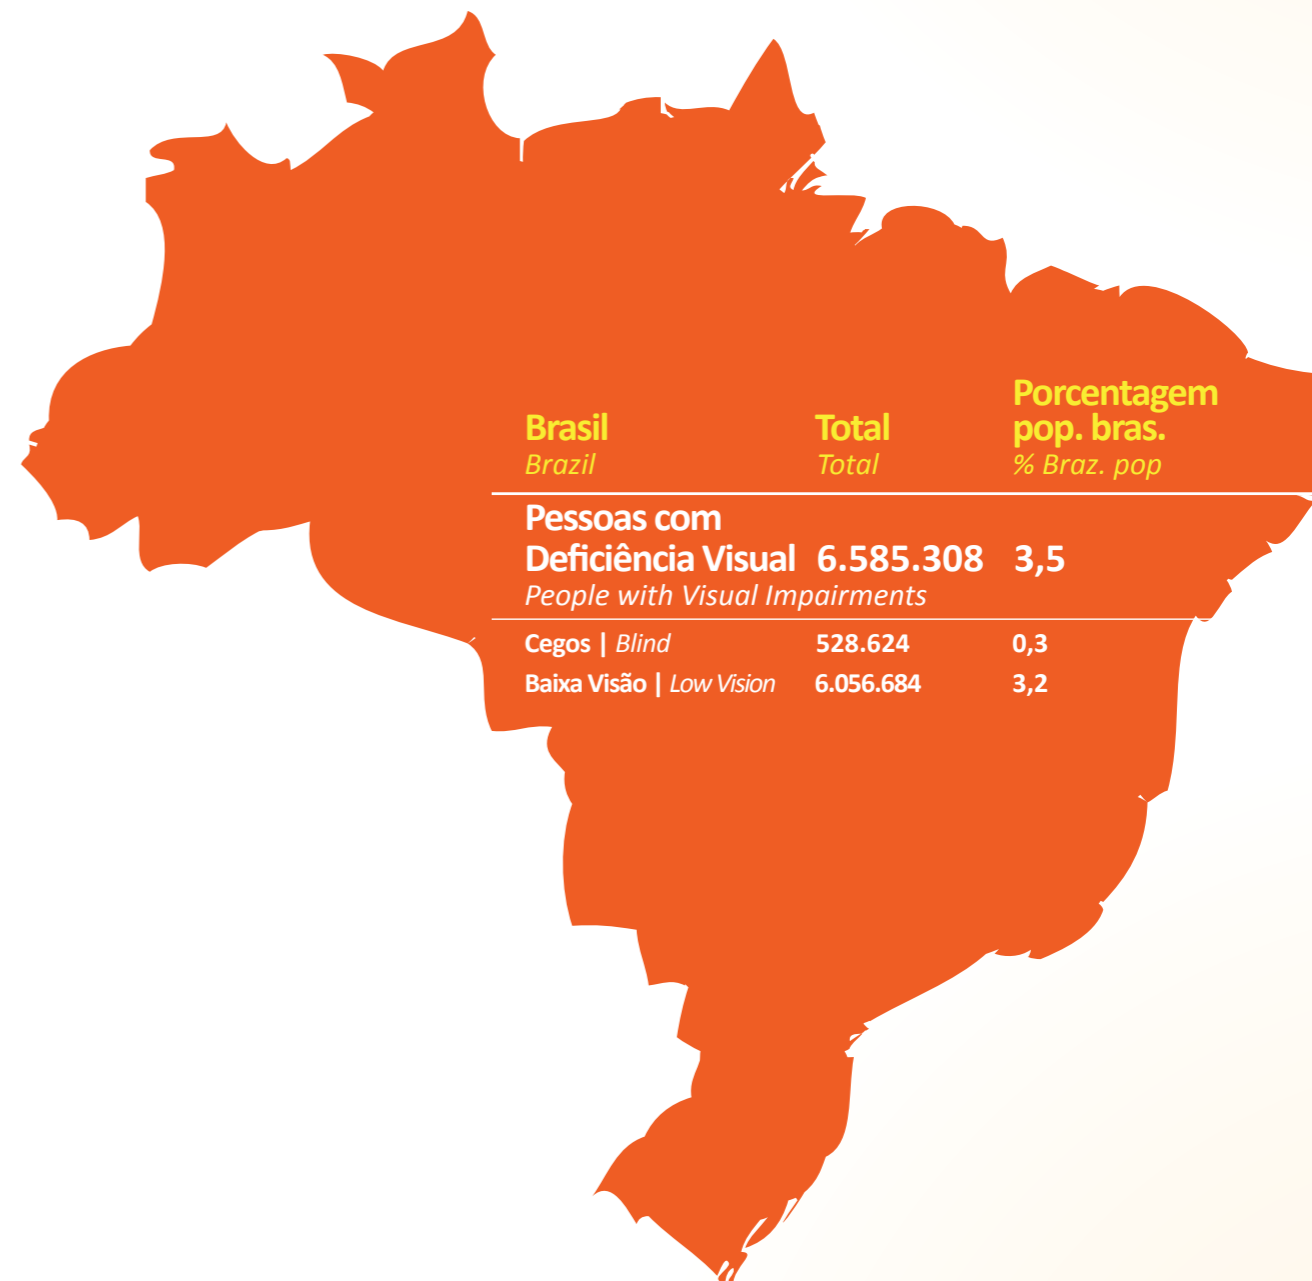 Brasil Total Porcentagem pop. bras.
Brazil Total % Braz. pop
Pessoas com
Deficiência Visual 6.585.308 3,5
People with Visual Impairments
Cegos | Blind 528.624 0,3
Baixa Visão | Low Vision 6.056.684 3,2